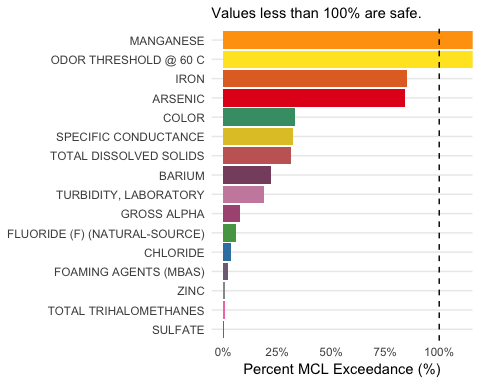 Values less than 100% are safe.
MANGANESE
ODOR THRESHOLD @ 60 C
IRON
ARSENIC
COLOR
SPECIFIC CONDUCTANCE
TOTAL DISSOLVED SOLIDS
BARIUM
TURBIDITY, LABORATORY
GROSS ALPHA
FLUORIDE (F) (NATURAL-SOURCE)
CHLORIDE
FOAMING AGENTS (MBAS)
ZINC
TOTAL TRIHALOMETHANES
SULFATE
0% 25% 50% 75% 100%
Percent MCL Exceedance (%)